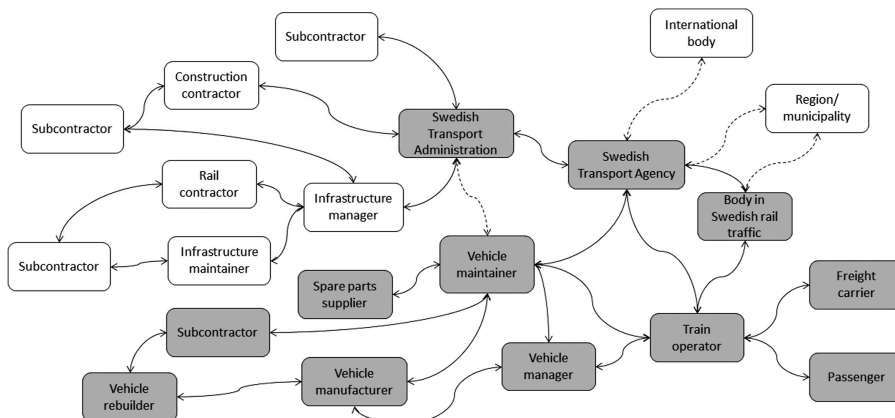 Subcontractor
International
body
Construction
contractor
Region/
municipality
Subcontractor
Swedish
Transport
Administration
Swedish
Transport Agency
Rail
contractor
Infrastructure
manager
Body in
Swedish rail
traffic
Subcontractor
Infrastructure
maintainer
Vehicle
maintainer
Spare parts
supplier
Freight
carrier
Subcontractor
Train
operator
Vehicle
rebuilder
Vehicle
manufacturer
Vehicle
manager
Passenger